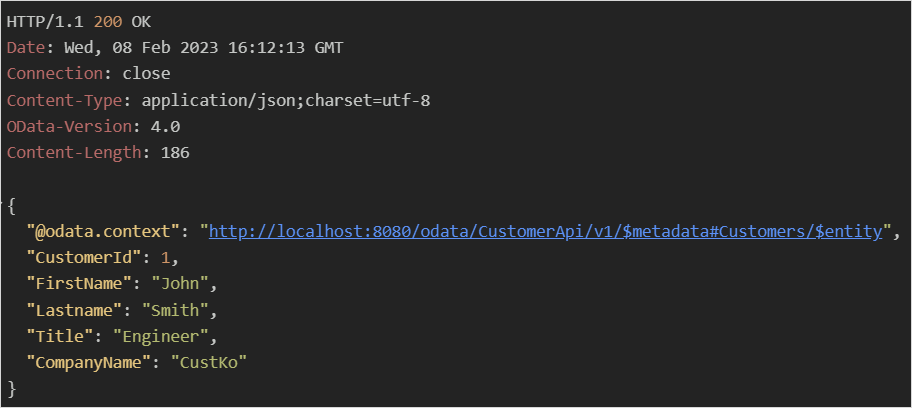 HTTP/1.1 200 OK
Date: Wed, 08 Feb 2023 16:12:13 GMT
Connection: close
Content-Type: application/json;charset=utf-8
OData-Version: 4.0
Content-Length: 186
{
"@odata.context": "http://localhost:8080/odata/CustomerApi/v1/$metadata#Customers/$entity",
"CustomerId": 1,
"FirstName": "John",
"Lastname": "Smith",
"Title": "Engineer",
"CompanyName": "CustKo"
}